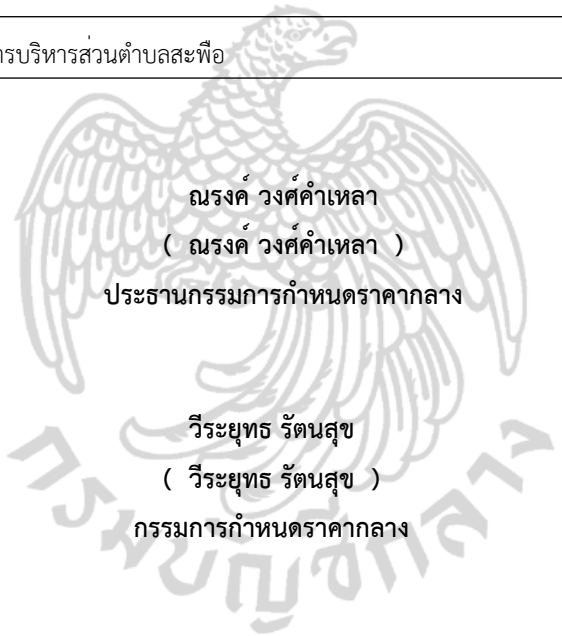 ารบริหารส่วนตำบลสะพือ
ณรงค์ วงศ์คำเหลา
( ณรงค์ วงศ์คำเหลา )
ประธานกรรมการกำหนดราคากลาง
วีระยุทธ รัตนสุข
( วีระยุทธ รัตนสุข )
กรรมการกำหนดราคากลาง
กรมบัญชีกลาง